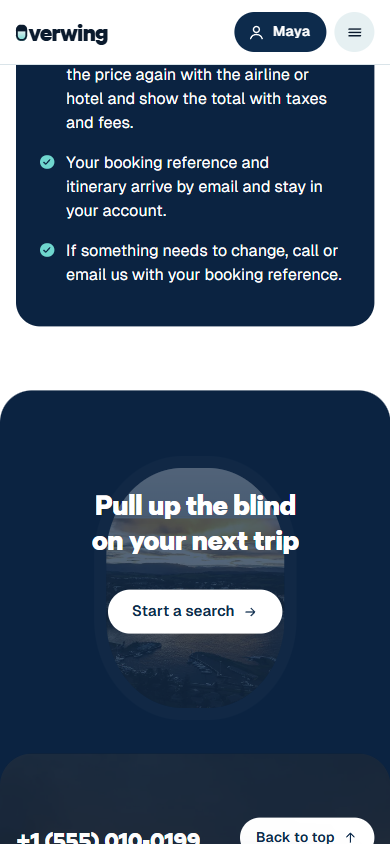 Overwing
Maya
the price again with the airline or
hotel and show the total with taxes
and fees.
Your booking reference and
itinerary arrive by email and stay in
your account.
If something needs to change, call or
email us with your booking reference.
Pull up the blind
on your next trip
Start a search
+1 (555) 010-0199
Back to top